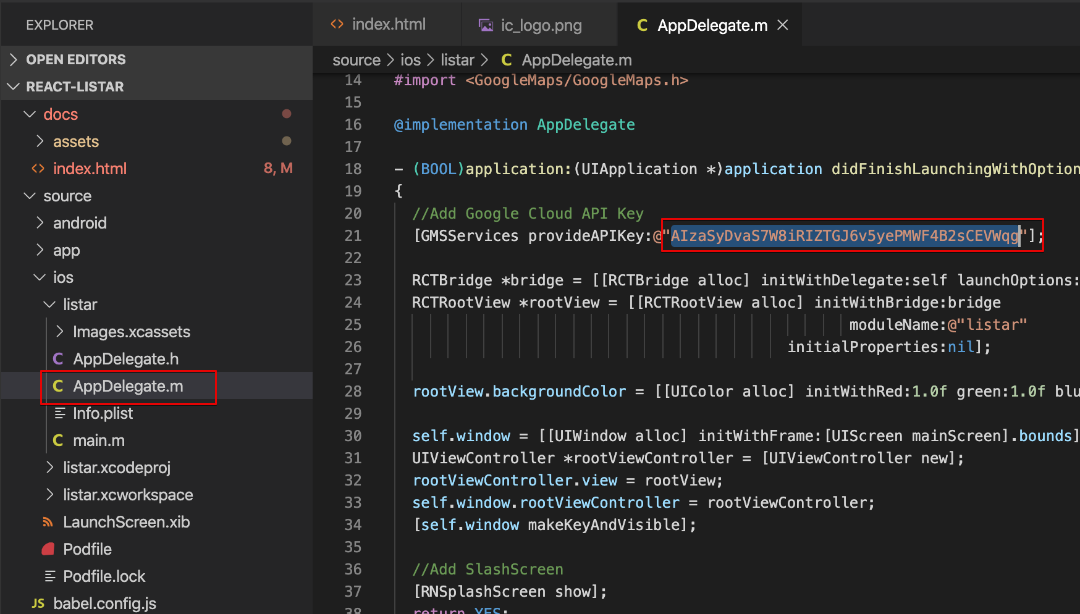 EXPLORER
OPEN EDITORS
REACT-LISTAR
docs
assets
index.html 8, M
source
android
app
ios
listar
Images.xcassets
C AppDelegate.h
C AppDelegate.m
Info.plist
C main.m
listar.xcodeproj
listar.xcworkspace
LaunchScreen.xib
Podfile
Podfile.lock
JS babel.config.js
<> index.html
ic_logo.png
C AppDelegate.m ×
source > ios > listar > C AppDelegate.m
14 #import <GoogleMaps/GoogleMaps.h>
15
16 @implementation AppDelegate
17
18 - (BOOL)application:(UIApplication *)application didFinishLaunchingWithOption
19 {
20 //Add Google Cloud API Key
21 [GMSServices provideAPIKey:@"AIzaSyDvaS7W8iRIZTGJ6v5yePMWF4B2sCEVWqg"];
22
23 RCTBridge *bridge = [[RCTBridge alloc] initWithDelegate:self launchOptions:
24 RCTRootView *rootView = [[RCTRootView alloc] initWithBridge:bridge
25 moduleName:@"listar"
26 initialProperties:nil];
27
28 rootView.backgroundColor = [[UIColor alloc] initWithRed:1.0f green:1.0f blu
29
30 self.window = [[UIWindow alloc] initWithFrame:[UIScreen mainScreen].bounds]
31 UIViewController *rootViewController = [UIViewController new];
32 rootViewController.view = rootView;
33 self.window.rootViewController = rootViewController;
34 [self.window makeKeyAndVisible];
35
36 //Add SlashScreen
37 [RNSplashScreen show];
38 return YES;